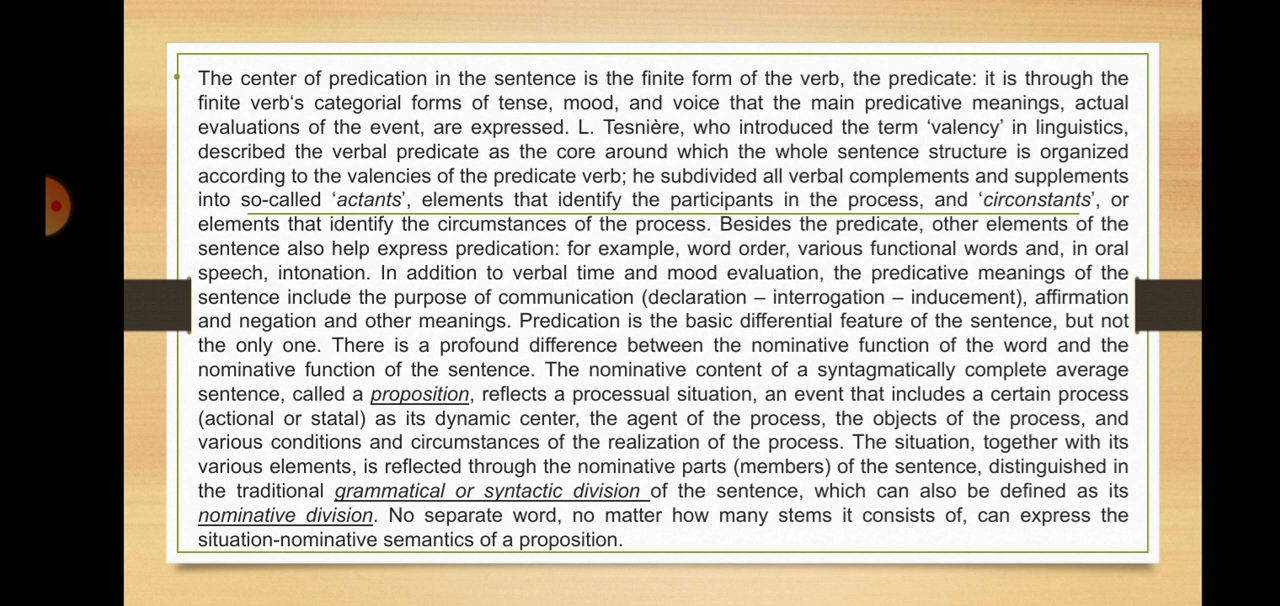 The center of predication in the sentence is the finite form of the verb, the predicate: it is through the
finite verb‘s categorial forms of tense, mood, and voice that the main predicative meanings, actual
evaluations of the event, are expressed. L. Tesnière, who introduced the term ‘valency’ in linguistics,
described the verbal predicate as the core around which the whole sentence structure is organized
according to the valencies of the predicate verb; he subdivided all verbal complements and supplements
into so-called ‘actants’, elements that identify the participants in the process, and ‘circonstants’, or
elements that identify the circumstances of the process. Besides the predicate, other elements of the
sentence also help express predication: for example, word order, various functional words and, in oral
speech, intonation. In addition to verbal time and mood evaluation, the predicative meanings of the
sentence include the purpose of communication (declaration – interrogation – inducement), affirmation
and negation and other meanings. Predication is the basic differential feature of the sentence, but not
the only one. There is a profound difference between the nominative function of the word and the
nominative function of the sentence. The nominative content of a syntagmatically complete average
sentence, called a proposition, reflects a processual situation, an event that includes a certain process
(actional or statal) as its dynamic center, the agent of the process, the objects of the process, and
various conditions and circumstances of the realization of the process. The situation, together with its
various elements, is reflected through the nominative parts (members) of the sentence, distinguished in
the traditional grammatical or syntactic division of the sentence, which can also be defined as its
nominative division. No separate word, no matter how many stems it consists of, can express the
situation-nominative semantics of a proposition.